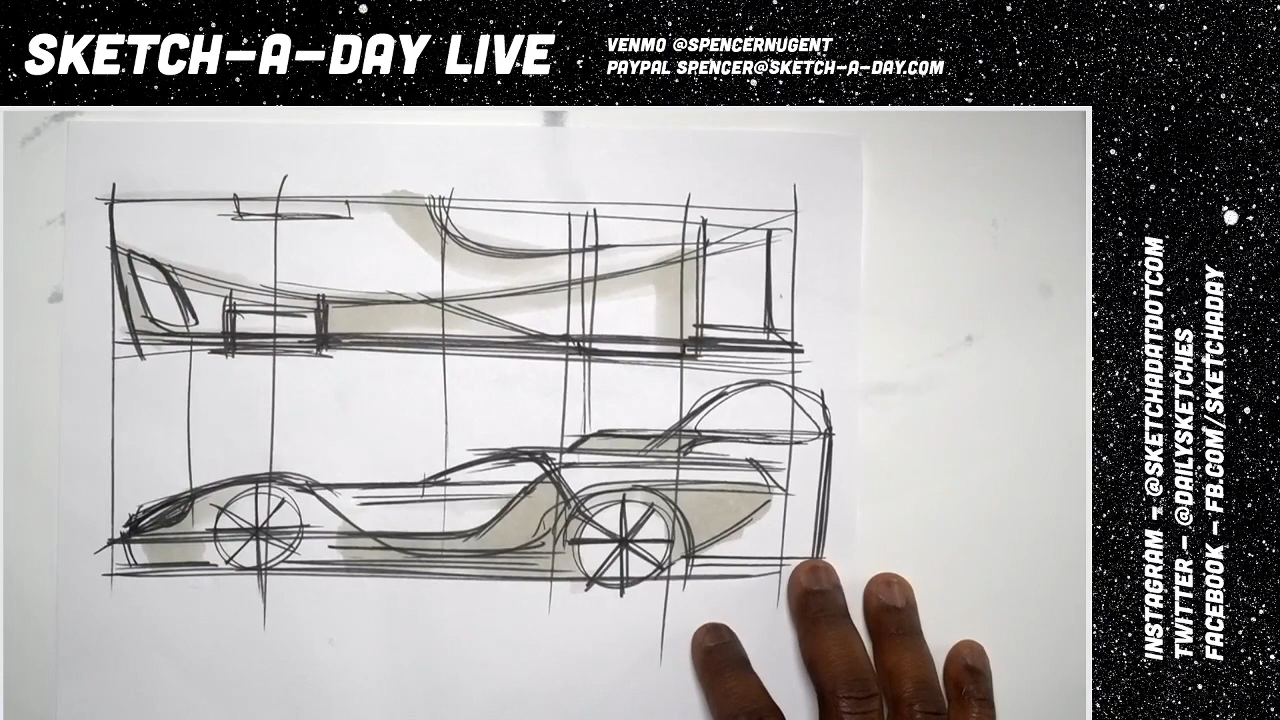 SKETCH-A-DAY LIVE
VENMO @SPENCERNUGENT
PAYPAL SPENCER@SKETCH-A-DAY.COM
INSTAGRAM - @SKETCHADAYDOTCOM
TWITTER - @DAILYSKETCHES
FACEBOOK - FB.COM/SKETCHADAY